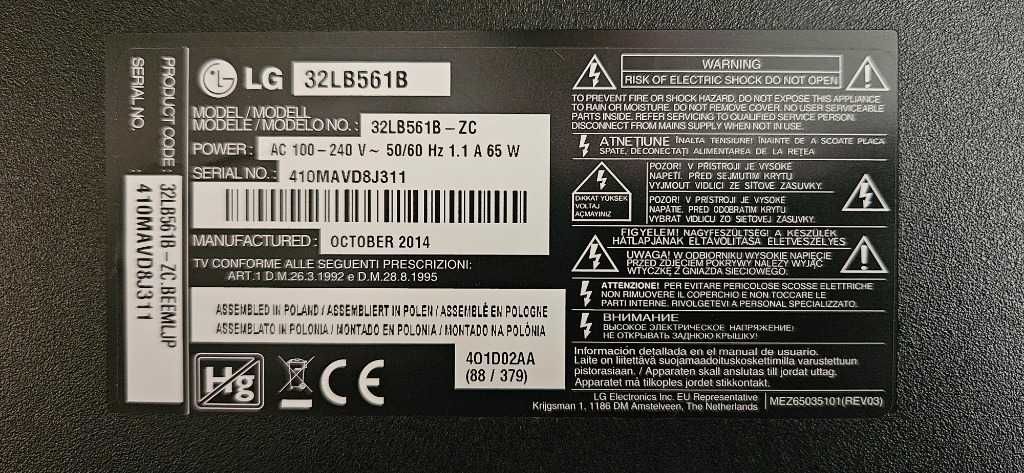 PRODUCT CODE : 32LB561B – ZC.BEEMLJP
SERIAL NO. : 410MAVD8J311
LG 32LB561B
MODEL / MODELL
MODÈLE / MODELO NO. : 32LB561B – ZC
POWER : AC 100 – 240 V ~ 50/60 Hz 1.1 A 65 W
SERIAL NO. : 410MAVD8J311
MANUFACTURED : OCTOBER 2014
TV CONFORME ALLE SEGUENTI PRESCRIZIONI:
ART.1 D.M.26.3.1992 e D.M.28.8.1995
ASSEMBLED IN POLAND / ASSEMBLIERT IN POLEN / ASSEMBLÉ EN POLOGNE
ASSEMBLATO IN POLONIA / MONTADO EN POLONIA / MONTADO NA POLÔNIA
Hg
CE
401D02AA
(88 / 379)
WARNING
RISK OF ELECTRIC SHOCK DO NOT OPEN
TO PREVENT FIRE OR SHOCK HAZARD, DO NOT EXPOSE THIS APPLIANCE
TO RAIN OR MOISTURE. DO NOT REMOVE COVER. NO USER SERVICEABLE
PARTS INSIDE. REFER SERVICING TO QUALIFIED SERVICE PERSON.
DISCONNECT FROM MAINS SUPPLY WHEN NOT IN USE.
ATNEȚIUNE ÎNALTA TENSIUNE! ÎNAINTE DE A SCOATE PLACA
SPATE, DECONECTAȚI ALIMENTAREA DE LA REȚEA
DIKKAT YÜKSEK
VOLTAJ
AÇMAYINIZ
POZOR! V PŘÍSTROJI JE VYSOKÉ
NAPĚTÍ. PŘED SEJMUTÍM KRYTU
VYJMOUT VIDLICI ZE SÍŤOVÉ ZÁSUVKY.
POZOR! V PRÍSTROJI JE VYSOKÉ
NAPÄTIE. PRED ODOBRATÍM KRYTU
VYBRAŤ VIDLICU ZO SIEŤOVEJ ZÁSUVKY.
FIGYELEM! NAGYFESZÜLTSÉG! A KÉSZÜLÉK
HÁTLAPJÁNAK ELTÁVOLÍTÁSA ÉLETVESZÉLYES
UWAGA! W ODBIORNIKU WYSOKIE NAPIĘCIE
PRZED ZDJĘCIEM POKRYWY NALEŻY WYJĄĆ
WTYCZKĘ Z GNIAZDA SIECIOWEGO.
ATTENZIONE! PER EVITARE PERICOLOSE SCOSSE ELETTRICHE
NON RIMUOVERE IL COPERCHIO E NON TOCCARE LE
PARTI INTERNE. RIVOLGETEVI A PERSONAL SPECIALIZZATO.
ВНИМАНИЕ
ВЫСОКОЕ ЭЛЕКТРИЧЕСКОЕ НАПРЯЖЕНИЕ!
НЕ ОТКРЫВАТЬ ЗАДНЮЮ КРЫШКУ!
Información detallada en el manual de usuario.
Laite on liitettävä suojamaadoituskoskettimilla varustettuun
pistorasiaan. / Apparaten skall anslutas till jordat uttag.
Apparatet må tilkoples jordet stikkontakt.
LG Electronics Inc. EU Representative
Krijgsman 1, 1186 DM Amstelveen, The Netherlands
MEZ65035101(REV03)